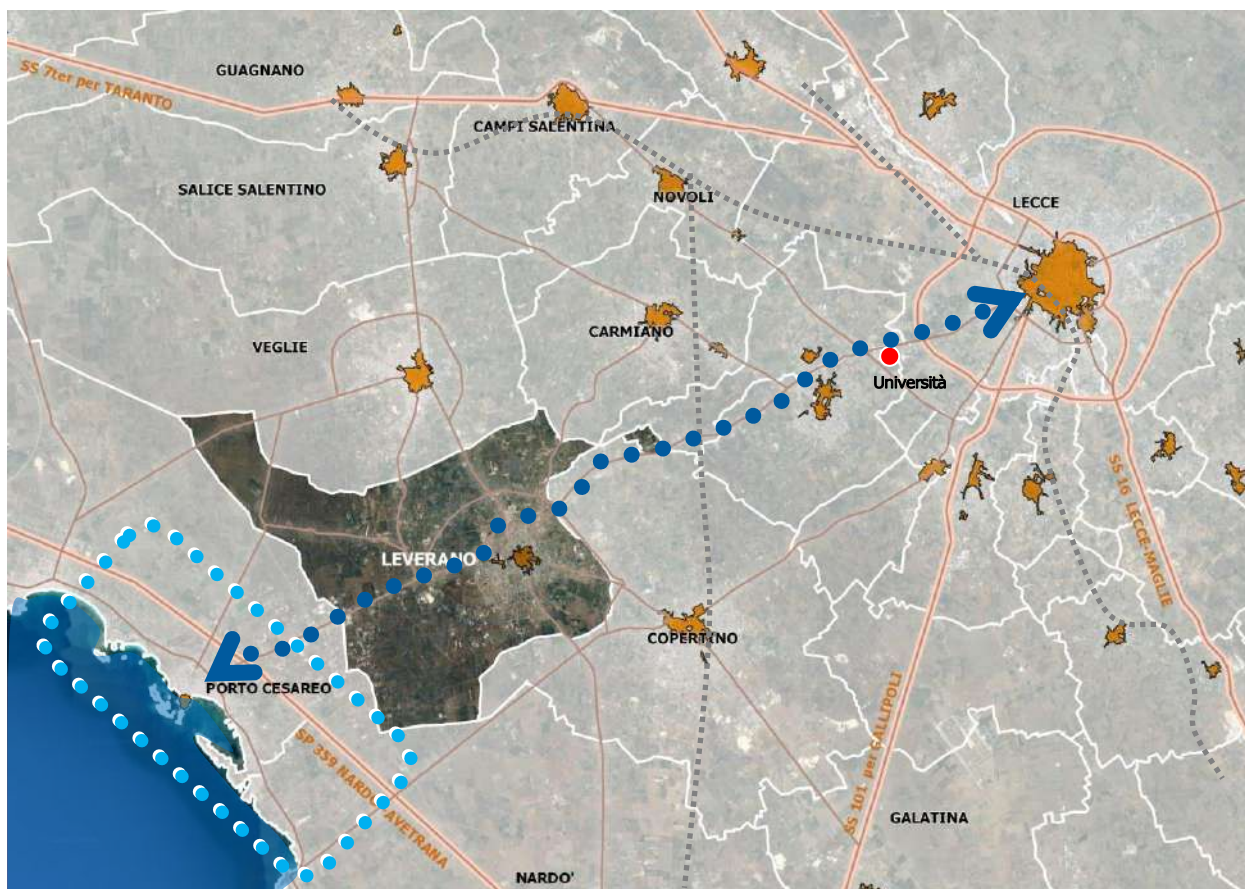 GUAGNANO
SS 7ter per TARANTO
CAMPI SALENTINA
SALICE SALENTINO
NOVOLI
LECCE
CARMIANO
VEGLIE
Università
LEVERANO
SS 16 LECCE-MAGLIE
COPERTINO
PORTO CESAREO
SP 359 NARDO'- AVETRANA
SS 101 per GALLIPOLI
GALATINA
NARDO'